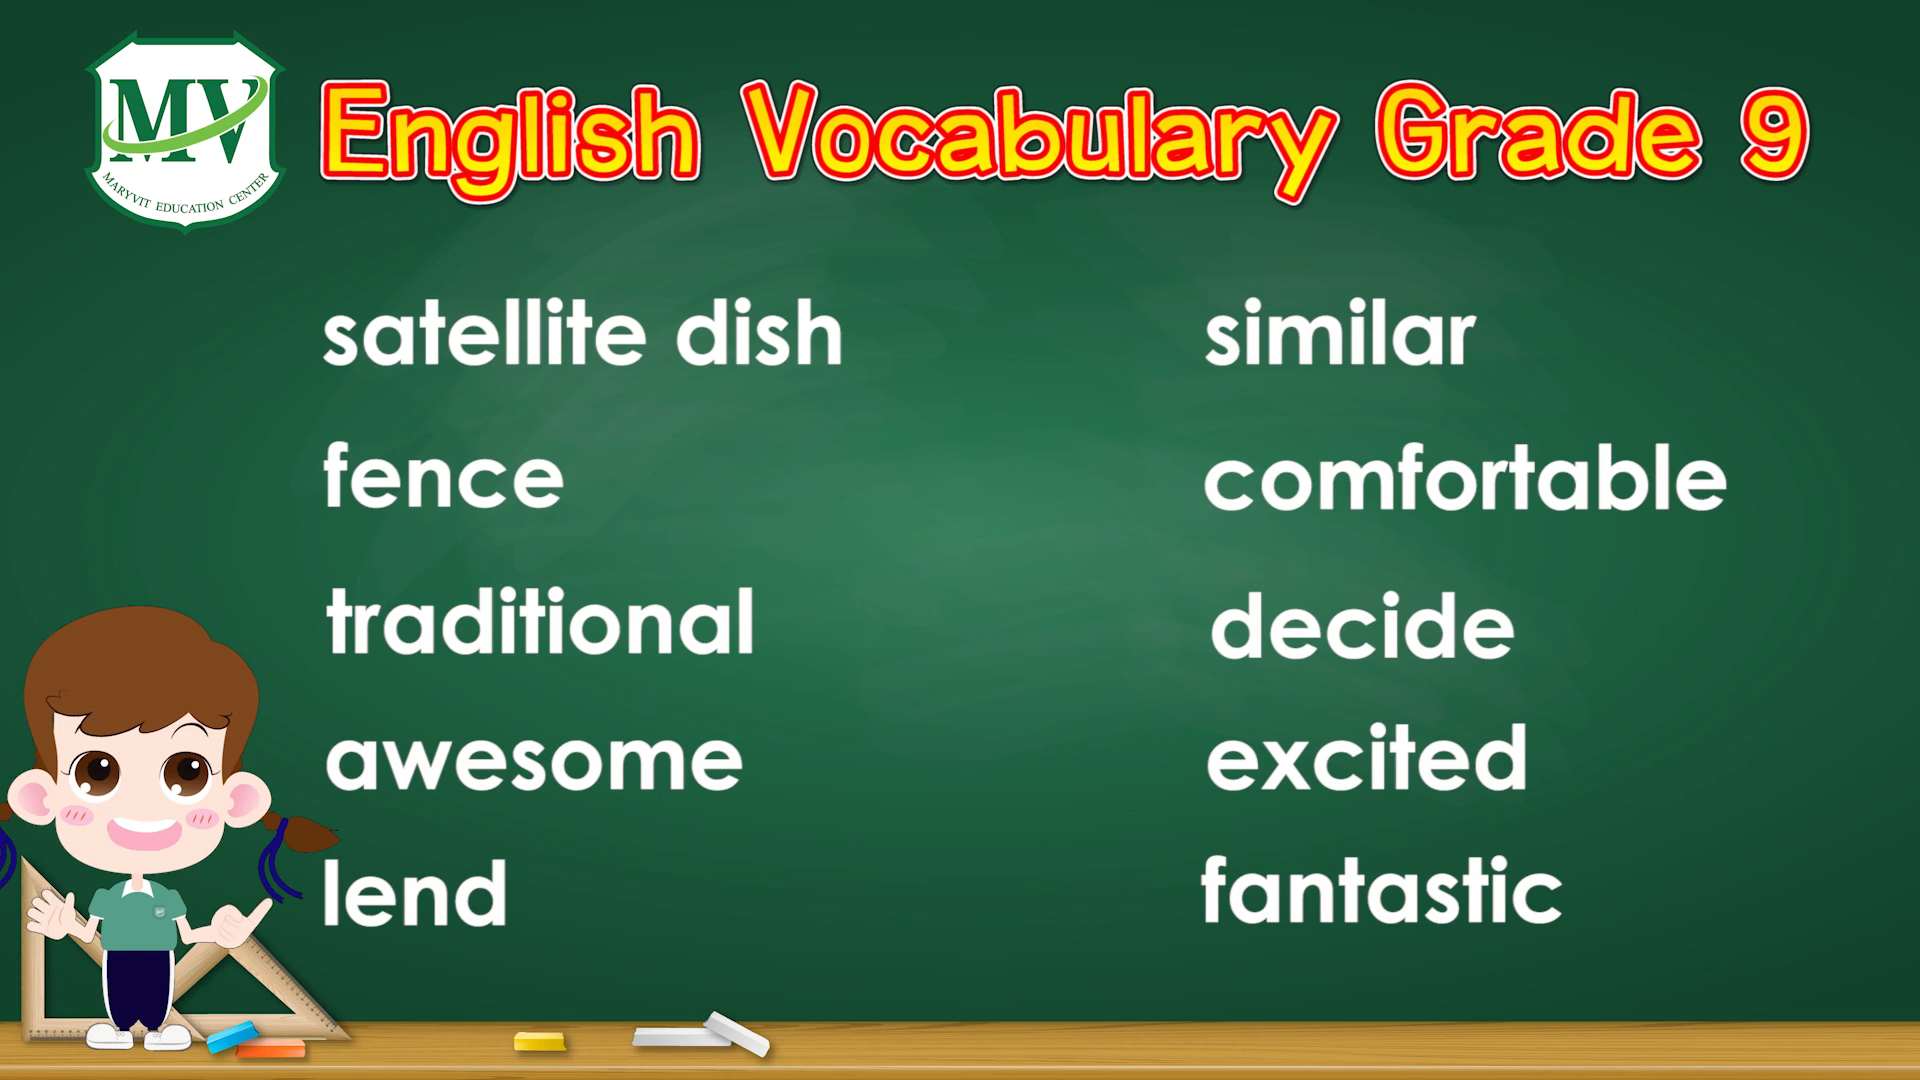 MV
MARYVIT EDUCATION CENTER
English Vocabulary Grade 9
satellite dish
fence
traditional
awesome
lend
similar
comfortable
decide
excited
fantastic